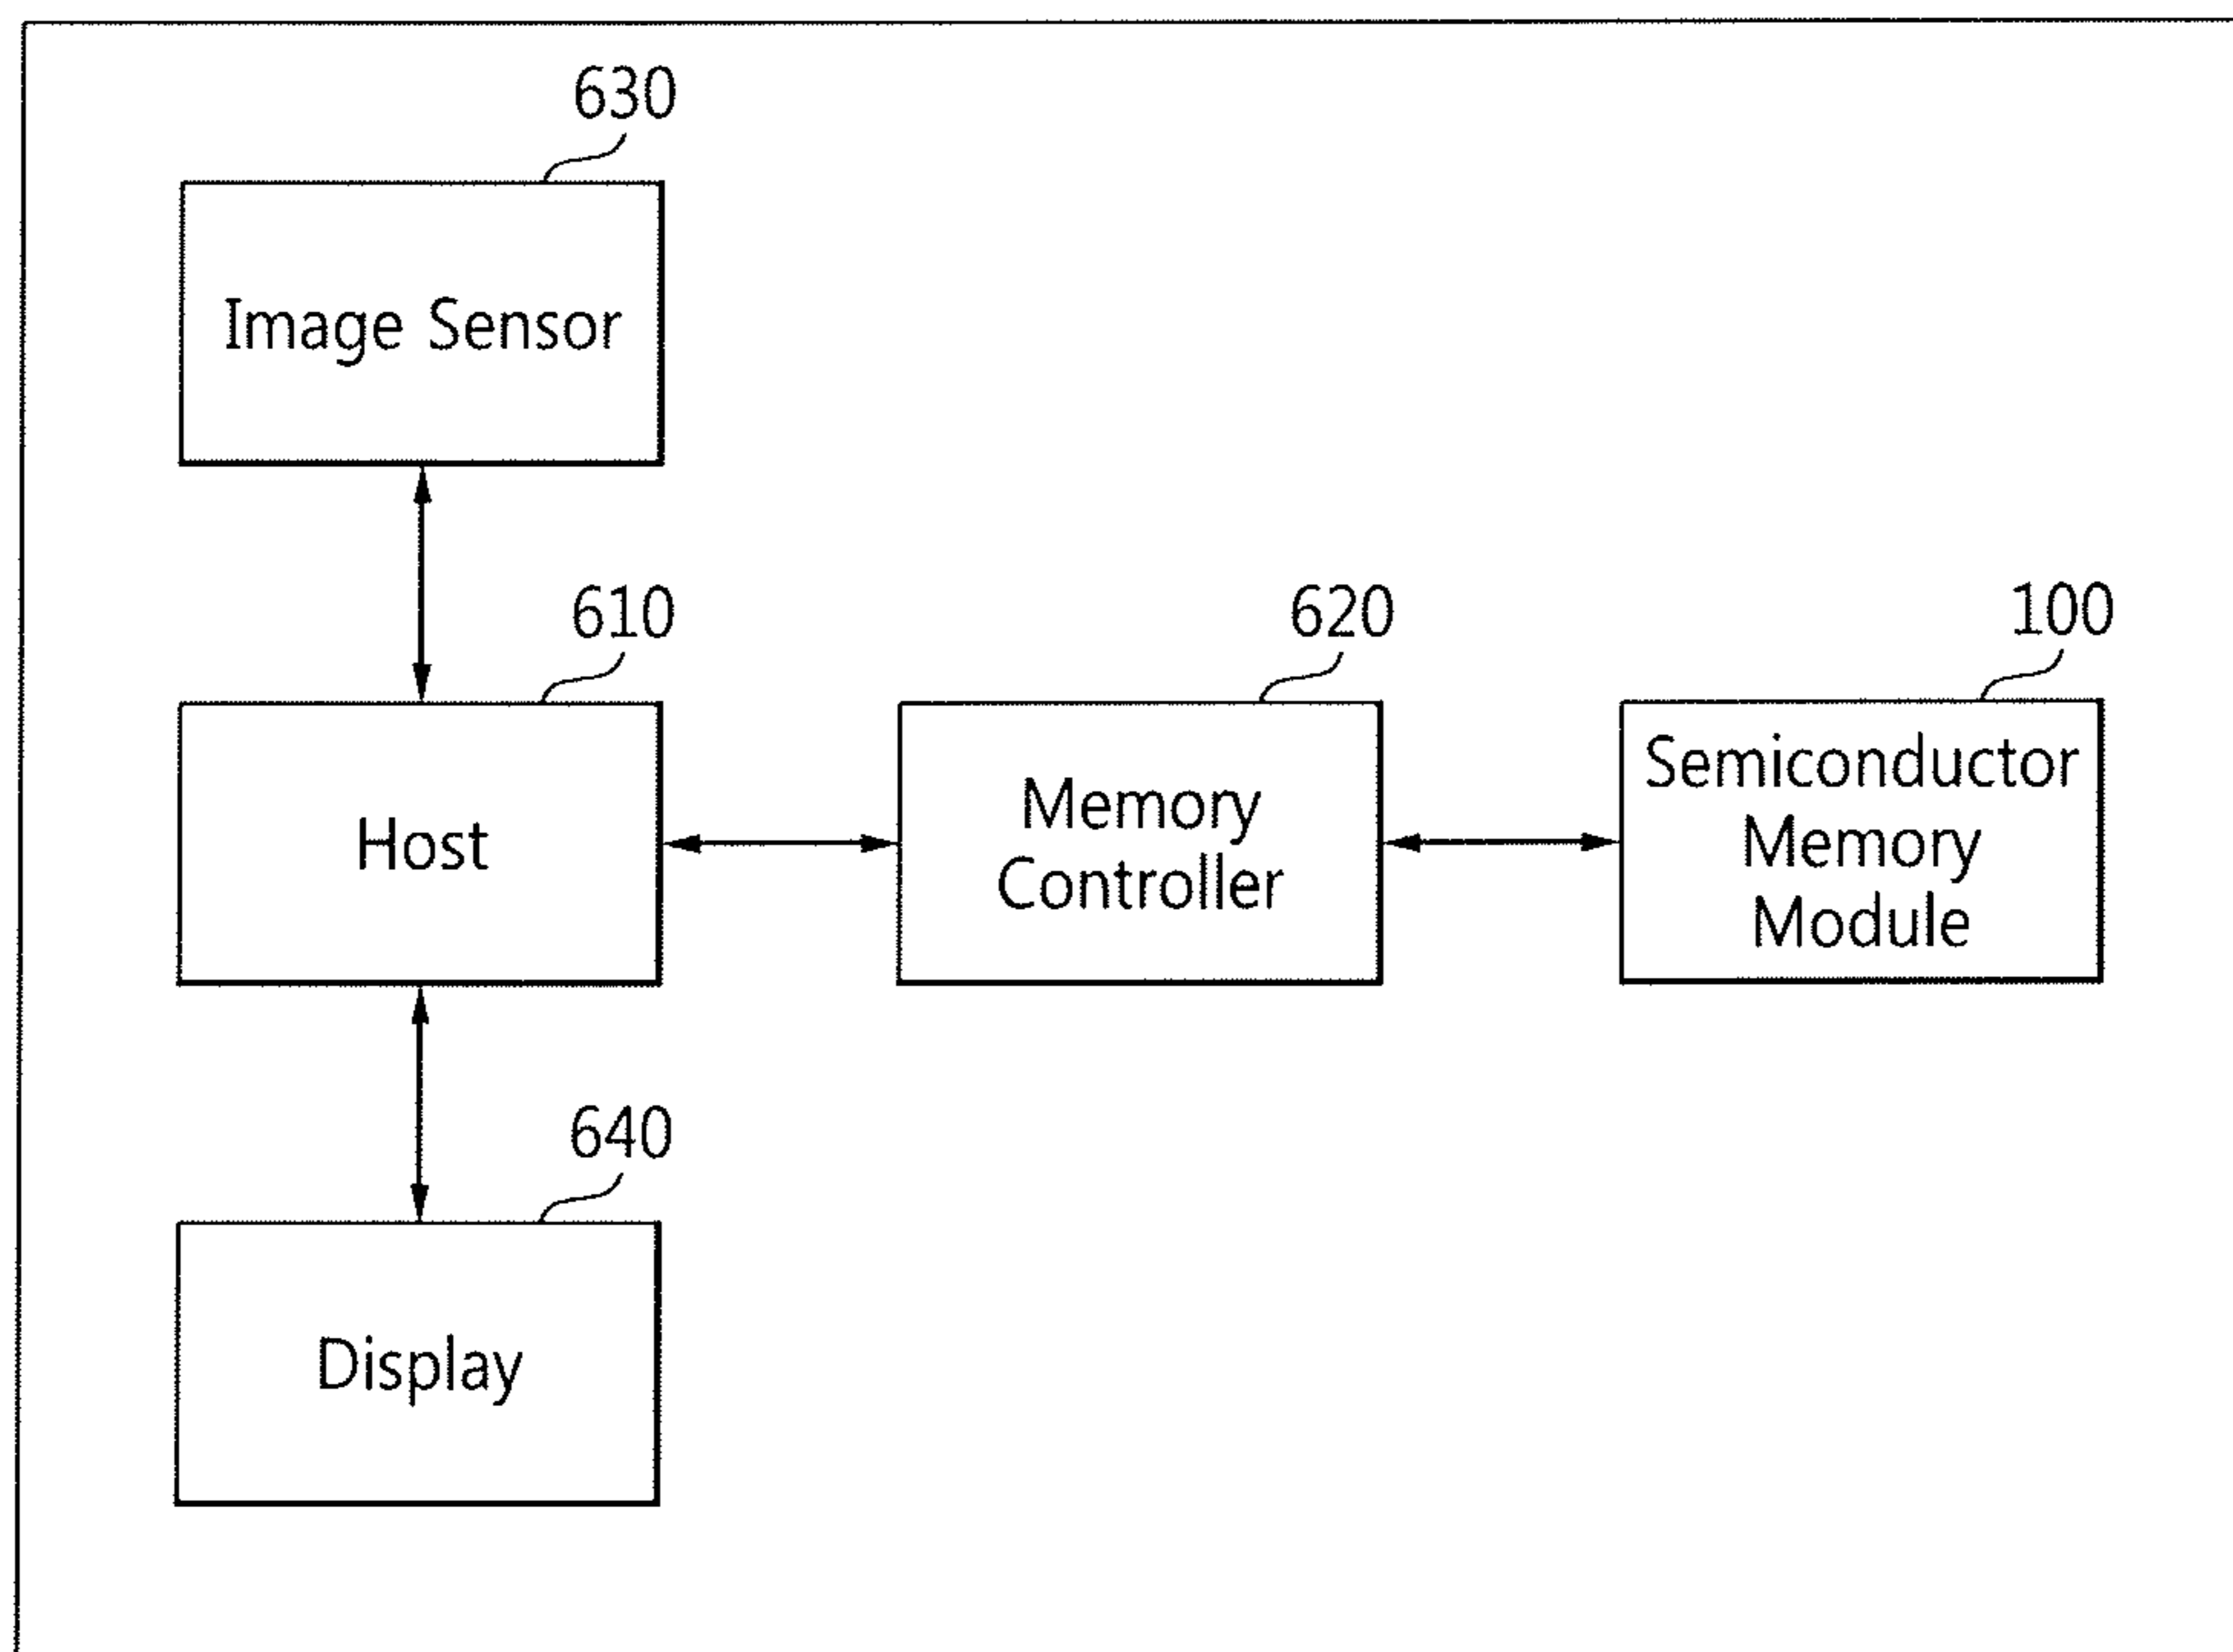 630
Image Sensor
610
Host
620
Memory
Controller
100
Semiconductor
Memory
Module
640
Display